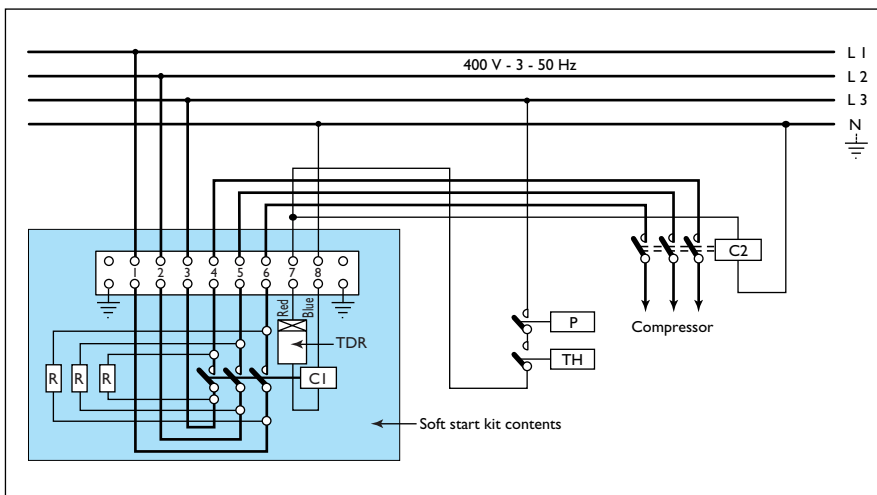 L 1
400 V - 3 - 50 Hz
L 2
L 3
N
1 2 3 4 5 6 7 8
C2
Red
Blue
P
Compressor
TDR
TH
R R R
C1
Soft start kit contents